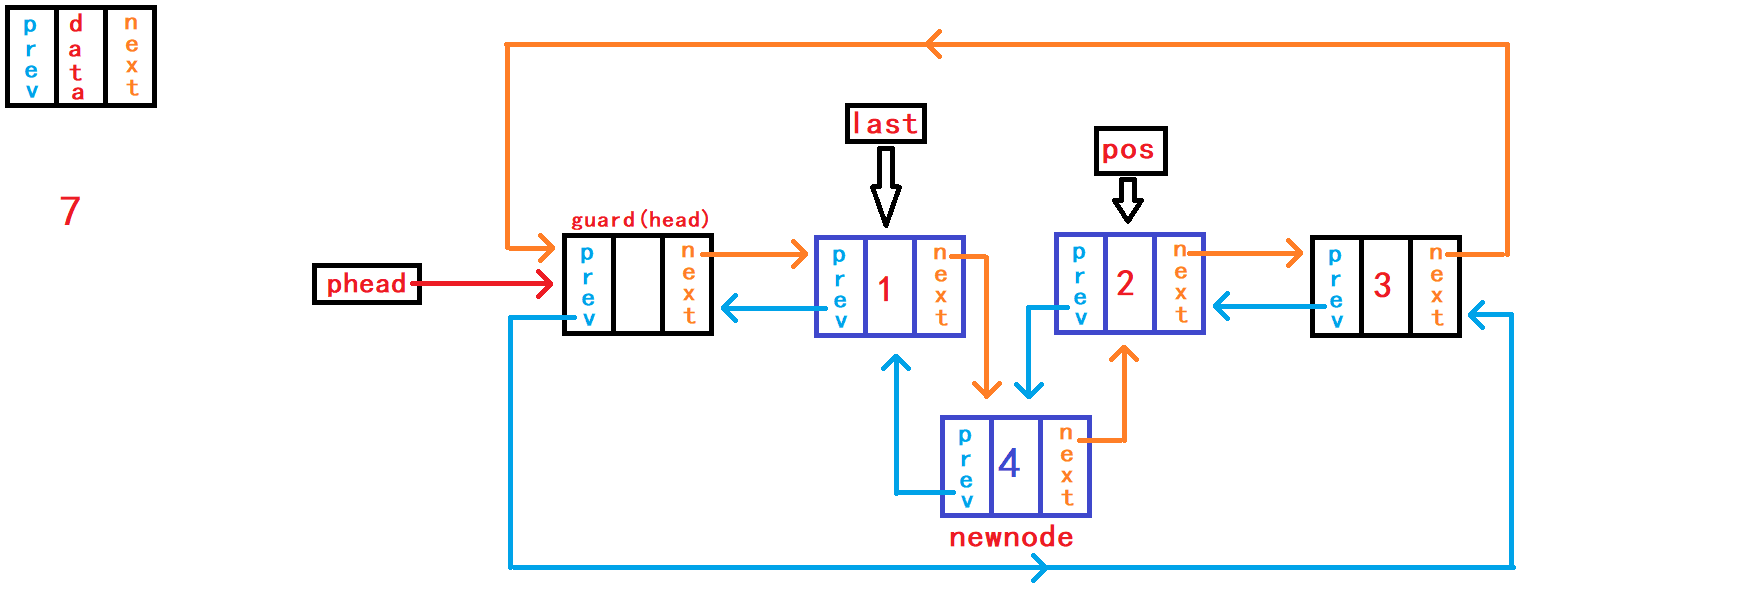 prev data next
7
last
pos
guard(head)
phead
prev next
prev 1 next
prev 2 next
prev 3 next
prev 4 next
newnode